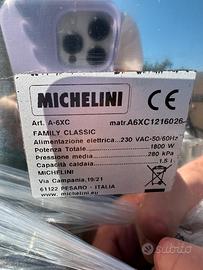 MICHELINI
Art. A-6XC matr.A6XC1216026
FAMILY CLASSIC
Alimentazione elettrica 230 VAC-50/60Hz
Potenza Totale 1800 W
Pressione media 280 kPa
Capacità caldaia 1.5 l
MICHELINI
Via Campania,19/21
61122 PESARO - ITALIA
www.michelini.eu
CE
subito